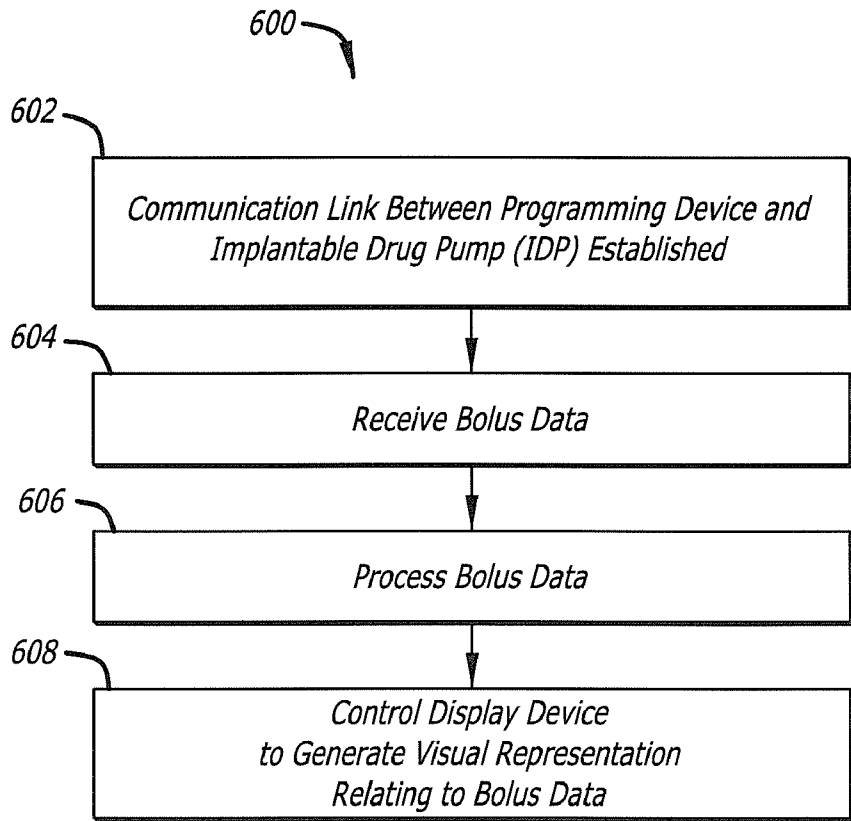 600
602
Communication Link Between Programming Device and
Implantable Drug Pump (IDP) Established
604
Receive Bolus Data
606
Process Bolus Data
608
Control Display Device
to Generate Visual Representation
Relating to Bolus Data